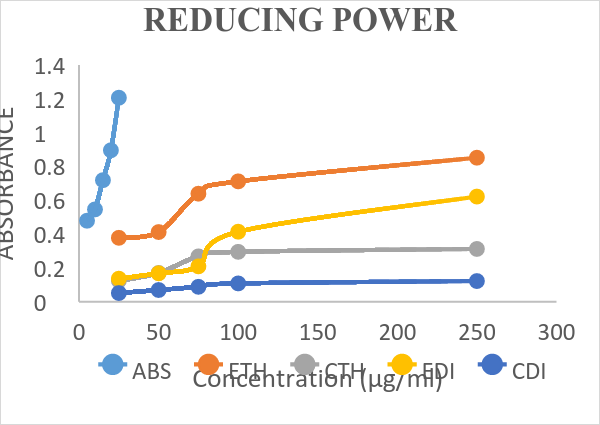 REDUCING POWER
ABSORBANCE
1.4
1.2
1
0.8
0.6
0.4
0.2
0
0 50 100 150 200 250 300
ABS ETH CTH EDI CDI
Concentration (μg/ml)